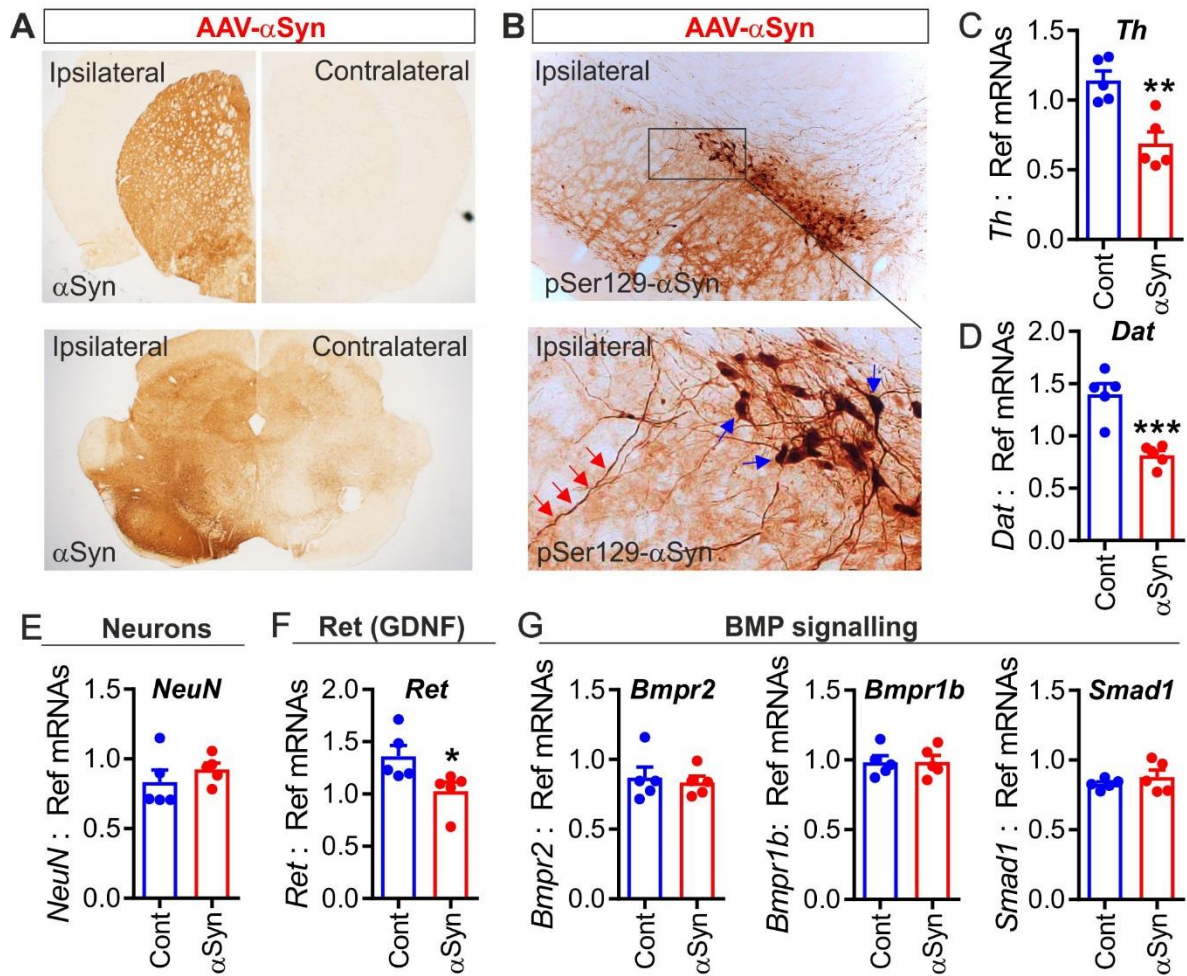 A
AAV-αSyn
Ipsilateral
Contralateral
αSyn
Ipsilateral
Contralateral
αSyn
B
AAV-αSyn
Ipsilateral
pSer129-αSyn
Ipsilateral
pSer129-αSyn
C
Th
Th : Ref mRNAs
1.5
1.0
0.5
0.0
**
Cont
αSyn
D
Dat
Dat : Ref mRNAs
2.0
1.5
1.0
0.5
0.0
***
Cont
αSyn
E
Neurons
NeuN
NeuN : Ref mRNAs
1.5
1.0
0.5
0.0
Cont
αSyn
F
Ret (GDNF)
Ret
Ret : Ref mRNAs
2.0
1.5
1.0
1.5
0.0
*
Cont
αSyn
G
BMP signalling
Bmpr2
Bmpr2 : Ref mRNAs
1.5
1.0
0.5
0.0
Cont
αSyn
Bmpr1b
Bmpr1b: Ref mRNAs
1.5
1.0
0.5
0.0
Cont
αSyn
Smad1
Smad1 : Ref mRNAs
1.5
1.0
0.5
0.0
Cont
αSyn